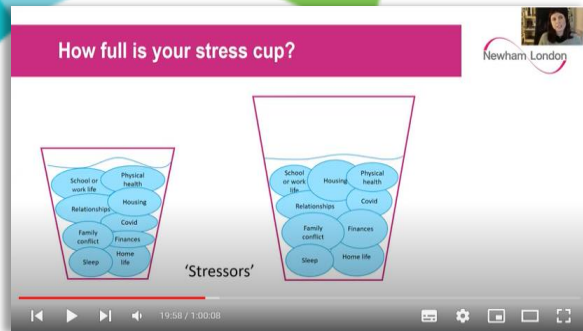 How full is your stress cup?
Newham London
School or
work life
Physical
health
Relationships
Housing
Covid
Family
conflict
Finances
Sleep
Home
life
School
or work
life
Housing
Physical
health
Relationships
Covid
Family
conflict
Finances
Sleep
Home life
'Stressors'
19:58 / 1:00:08